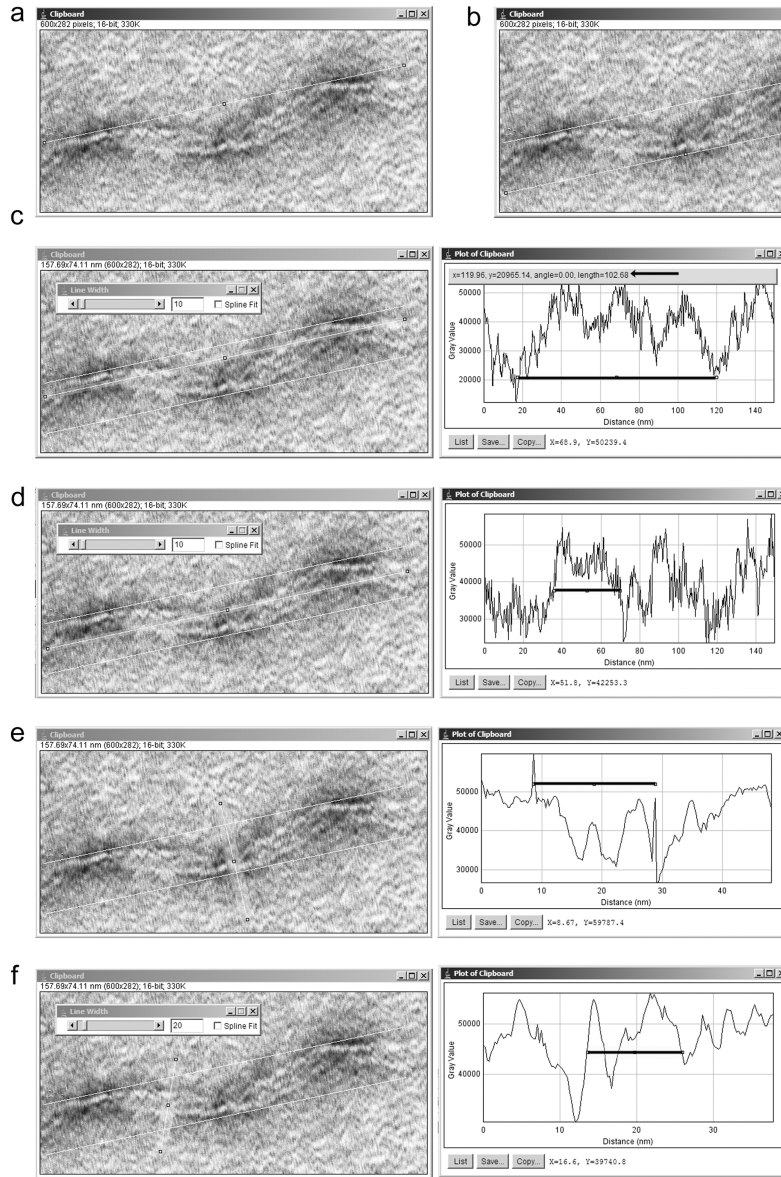 a
Clipboard
600x282 pixels; 16-bit; 330K
b
Clipboard
600x282 pixels; 16-bit; 330K
c
Clipboard
157.69x74.11 nm (600x282); 16-bit; 330K
Line Width
10
Spline Fit
Plot of Clipboard
x=119.96, y=20965.14, angle=0.00, length=102.68
50000
40000
30000
20000
Gray Value
0 20 40 60 80 100 120 140
Distance (nm)
List Save... Copy... X=68.9, Y=50239.4
d
Clipboard
157.69x74.11 nm (600x282); 16-bit; 330K
Line Width
10
Spline Fit
Plot of Clipboard
50000
40000
30000
Gray Value
0 20 40 60 80 100 120 140
Distance (nm)
List Save... Copy... X=51.8, Y=42253.3
e
Clipboard
157.69x74.11 nm (600x282); 16-bit; 330K
Plot of Clipboard
50000
40000
30000
Gray Value
0 10 20 30 40
Distance (nm)
List Save... Copy... X=8.67, Y=59787.4
f
Clipboard
157.69x74.11 nm (600x282); 16-bit; 330K
Line Width
20
Spline Fit
Plot of Clipboard
50000
40000
Gray Value
0 10 20 30
Distance (nm)
List Save... Copy... X=16.6, Y=39740.8